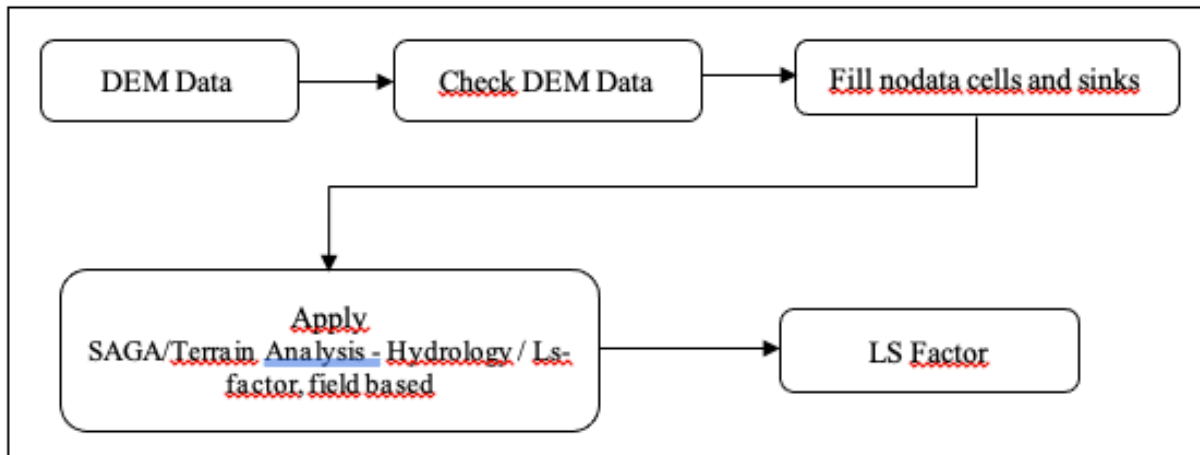 DEM Data
Check DEM Data
Fill nodata cells and sinks
Apply
SAGA/Terrain Analysis - Hydrology / Ls-
factor, field based
LS Factor